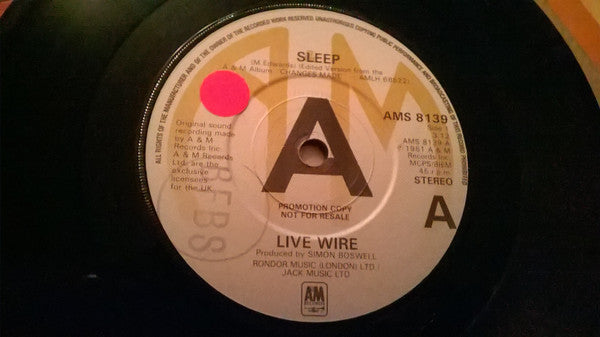 ALL RIGHTS OF THE MANUFACTURER AND OF THE OWNER OF THE RECORDED WORK RESERVED. UNAUTHORISED COPYING PUBLIC PERFORMANCE AND BROADCASTING OF THIS RECORD PROHIBITED
SLEEP
(M Edwards) (Edited Version from the
A & M Album CHANGES MADE AMLH 68522)
A
AMS 8139
Side 1
3.12
AMS 8139 A
℗ 1981 A & M
Records Inc.
MCPS/BIEM
45 r.p.m.
STEREO
A
Original sound
recording made
by A & M
Records Inc.
A & M Records
Ltd. are the
exclusive
licensees
for the UK.
RFBS
PROMOTION COPY
NOT FOR RESALE
LIVE WIRE
Produced by SIMON BOSWELL
RONDOR MUSIC (LONDON) LTD /
JACK MUSIC LTD
AM
RECORDS